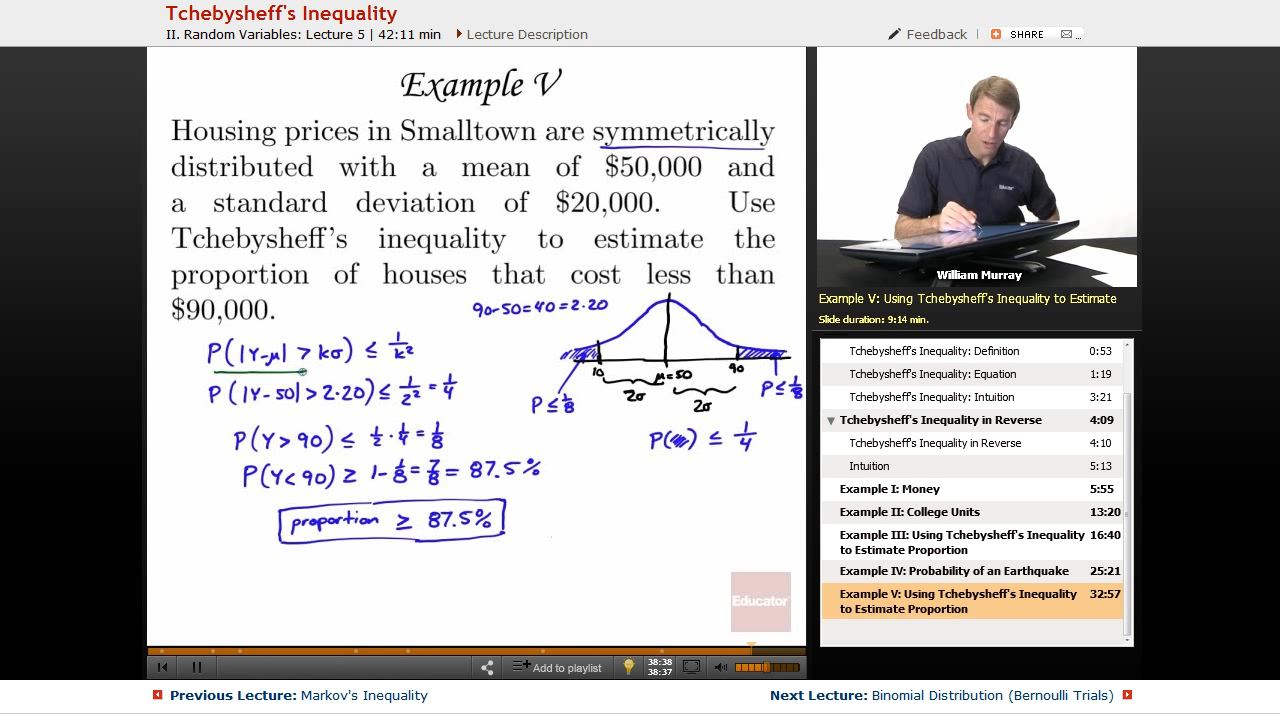 Tchebysheff's Inequality
II. Random Variables: Lecture 5 | 42:11 min Lecture Description
Feedback | SHARE
Example V
Housing prices in Smalltown are symmetrically
distributed with a mean of $50,000 and
a standard deviation of $20,000. Use
Tchebysheff's inequality to estimate the
proportion of houses that cost less than
$90,000.
90-50=40=2·20
P(|Y-μ| > kσ) ≤ 1/k²
P(|Y-50| > 2·20) ≤ 1/2² = 1/4
P(Y > 90) ≤ 1/2 · 1/4 = 1/8
P(Y < 90) ≥ 1 - 1/8 = 7/8 = 87.5%
proportion ≥ 87.5%
10 μ=50 90
2σ 2σ
P ≤ 1/8 P ≤ 1/8
P( ) ≤ 1/4
Educator
William Murray
Example V: Using Tchebysheff's Inequality to Estimate
Slide duration: 9:14 min.
Tchebysheff's Inequality: Definition 0:53
Tchebysheff's Inequality: Equation 1:19
Tchebysheff's Inequality: Intuition 3:21
Tchebysheff's Inequality in Reverse 4:09
Tchebysheff's Inequality in Reverse 4:10
Intuition 5:13
Example I: Money 5:55
Example II: College Units 13:20
Example III: Using Tchebysheff's Inequality 16:40
to Estimate Proportion
Example IV: Probability of an Earthquake 25:21
Example V: Using Tchebysheff's Inequality 32:57
to Estimate Proportion
Add to playlist
38:38
38:37
Previous Lecture: Markov's Inequality
Next Lecture: Binomial Distribution (Bernoulli Trials)